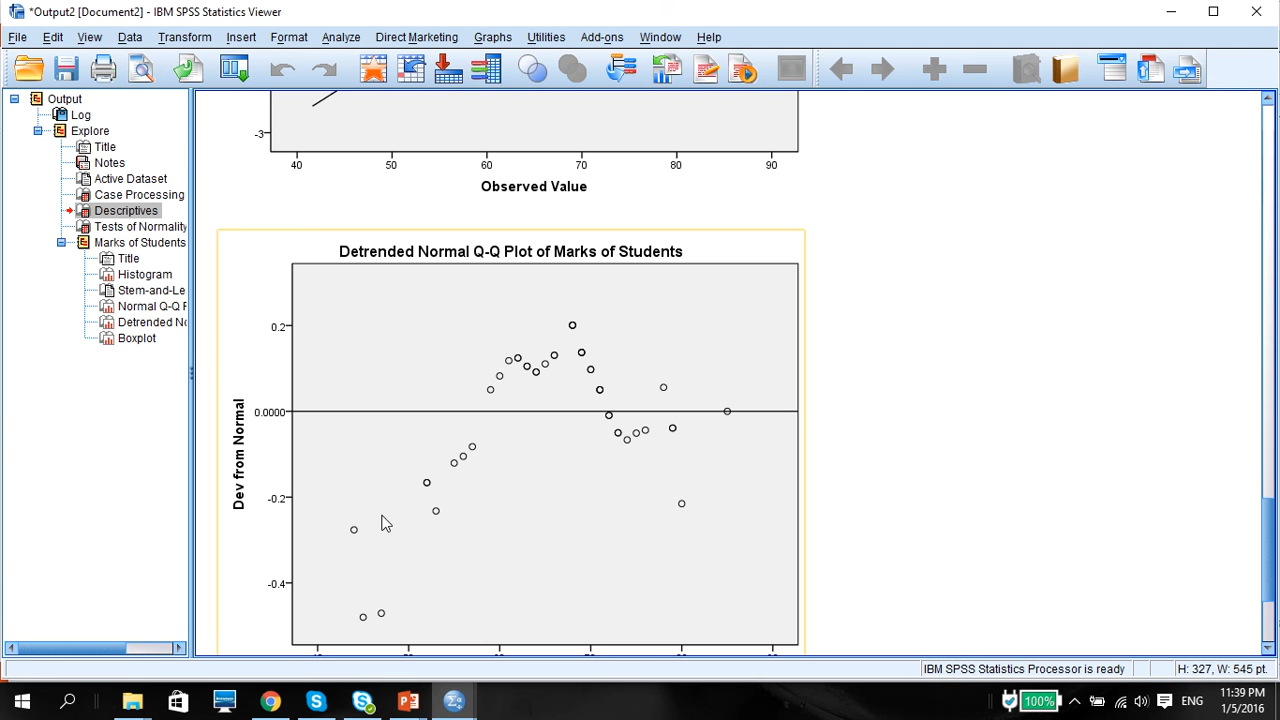 *Output2 [Document2] - IBM SPSS Statistics Viewer
File Edit View Data Transform Insert Format Analyze Direct Marketing Graphs Utilities Add-ons Window Help
Output
Log
Explore
Title
Notes
Active Dataset
Case Processing
Descriptives
Tests of Normality
Marks of Students
Title
Histogram
Stem-and-Le
Normal Q-Q P
Detrended No
Boxplot
-3
40 50 60 70 80 90
Observed Value
Detrended Normal Q-Q Plot of Marks of Students
0.2
0.0000
-0.2
-0.4
Dev from Normal
IBM SPSS Statistics Processor is ready
H: 327, W: 545 pt.
100%
ENG
11:39 PM
1/5/2016